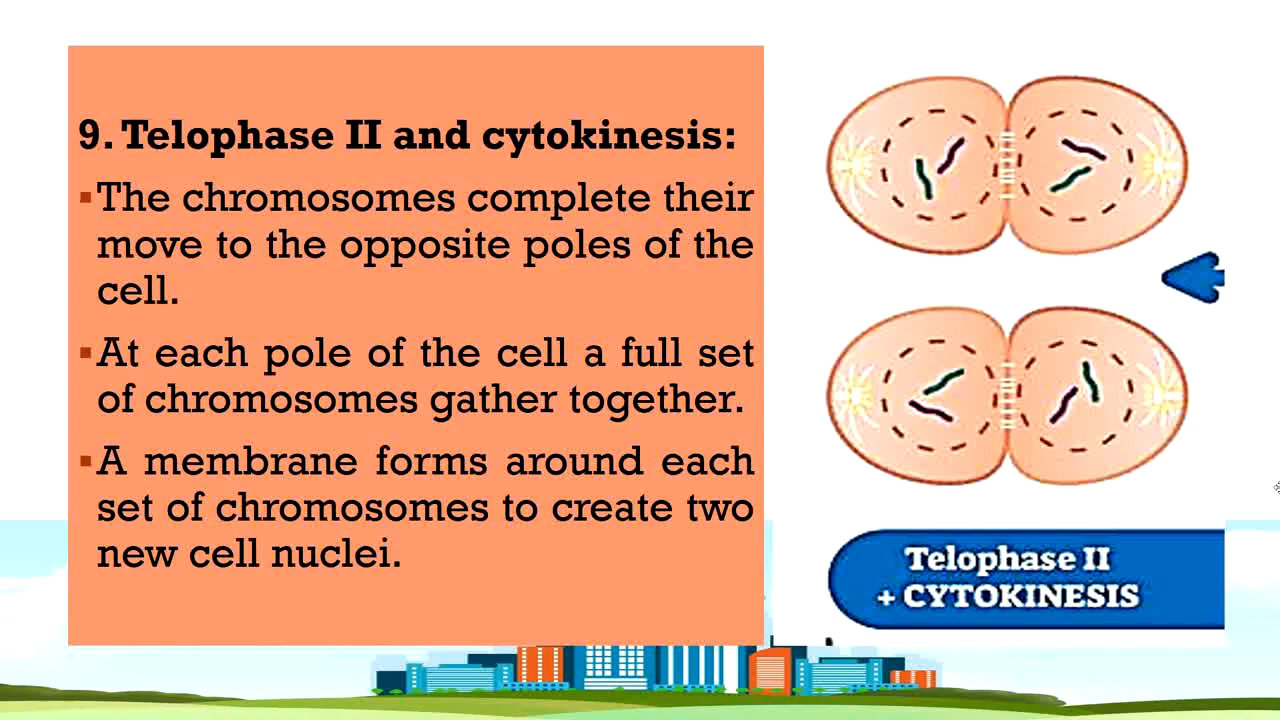 9. Telophase II and cytokinesis:
▪The chromosomes complete their
move to the opposite poles of the
cell.
▪At each pole of the cell a full set
of chromosomes gather together.
▪A membrane forms around each
set of chromosomes to create two
new cell nuclei.
Telophase II
+ CYTOKINESIS